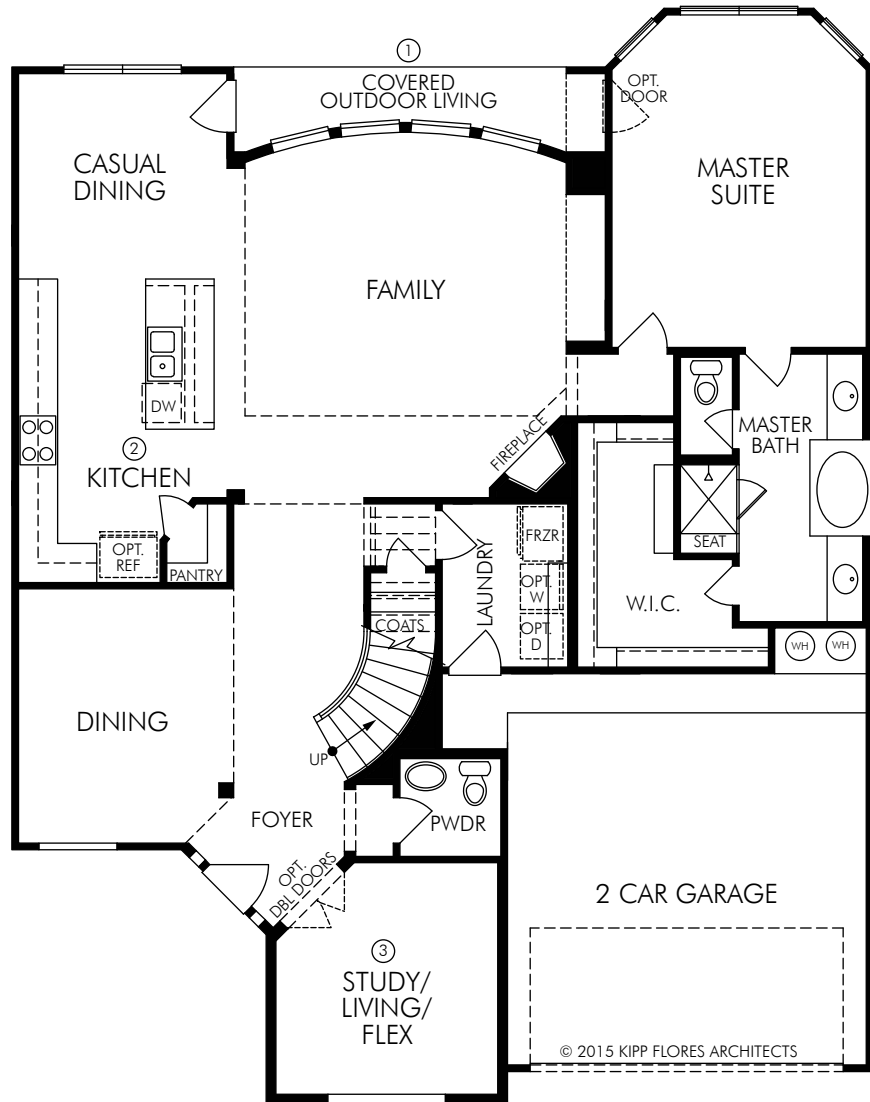 1
COVERED
OUTDOOR LIVING
OPT.
DOOR
CASUAL
DINING
MASTER
SUITE
FAMILY
DW
2
KITCHEN
FIREPLACE
MASTER
BATH
OPT.
REF
PANTRY
LAUNDRY
FRZR
OPT.
W
OPT.
D
SEAT
W.I.C.
COATS
WH
WH
DINING
UP
FOYER
PWDR
OPT.
DBL DOORS
2 CAR GARAGE
3
STUDY/
LIVING/
FLEX
© 2015 KIPP FLORES ARCHITECTS